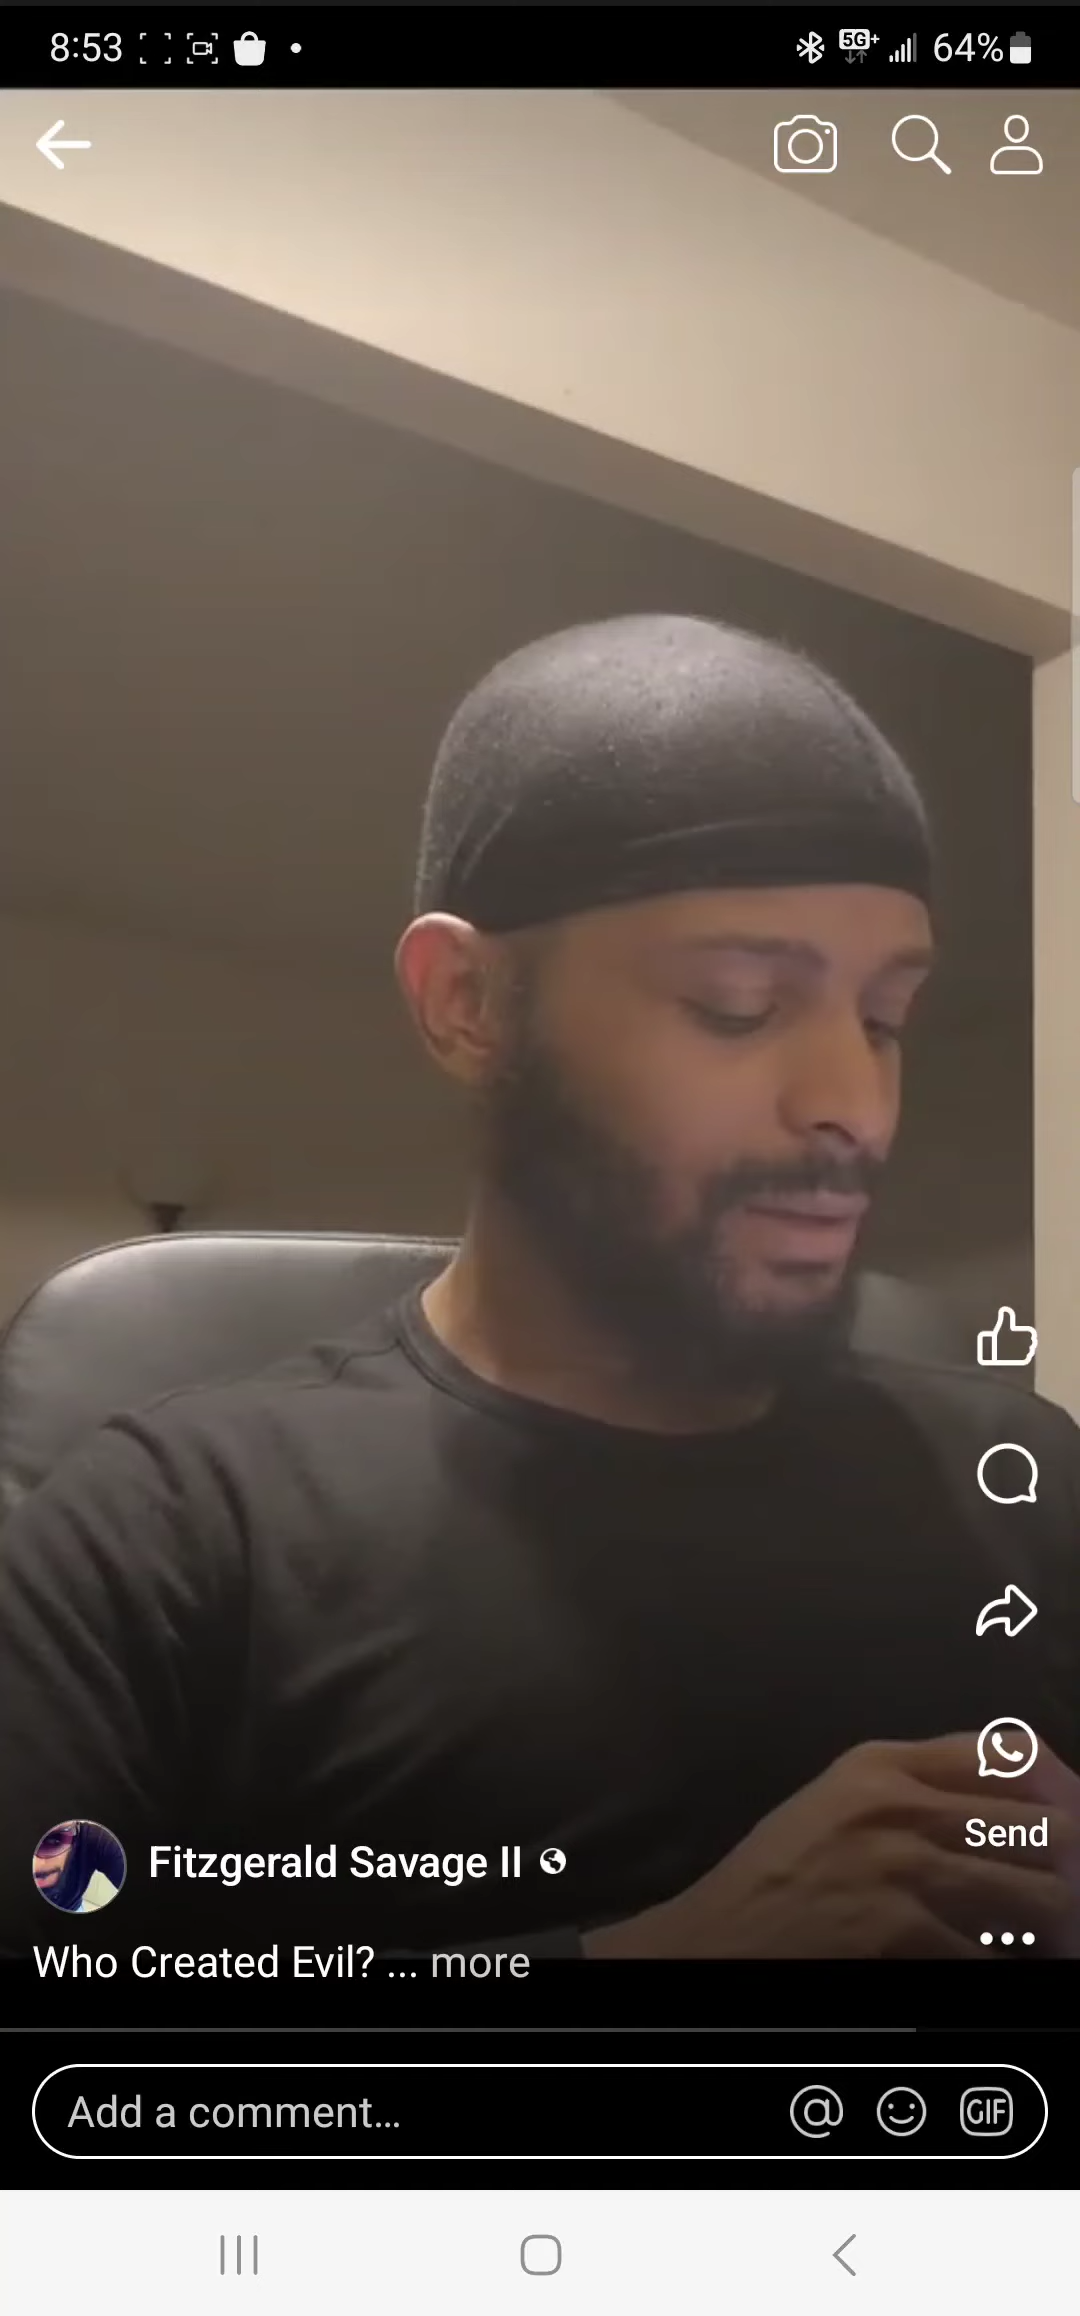 8:53 5G+ 64%
Send
Fitzgerald Savage II
Who Created Evil? ... more
Add a comment...
GIF